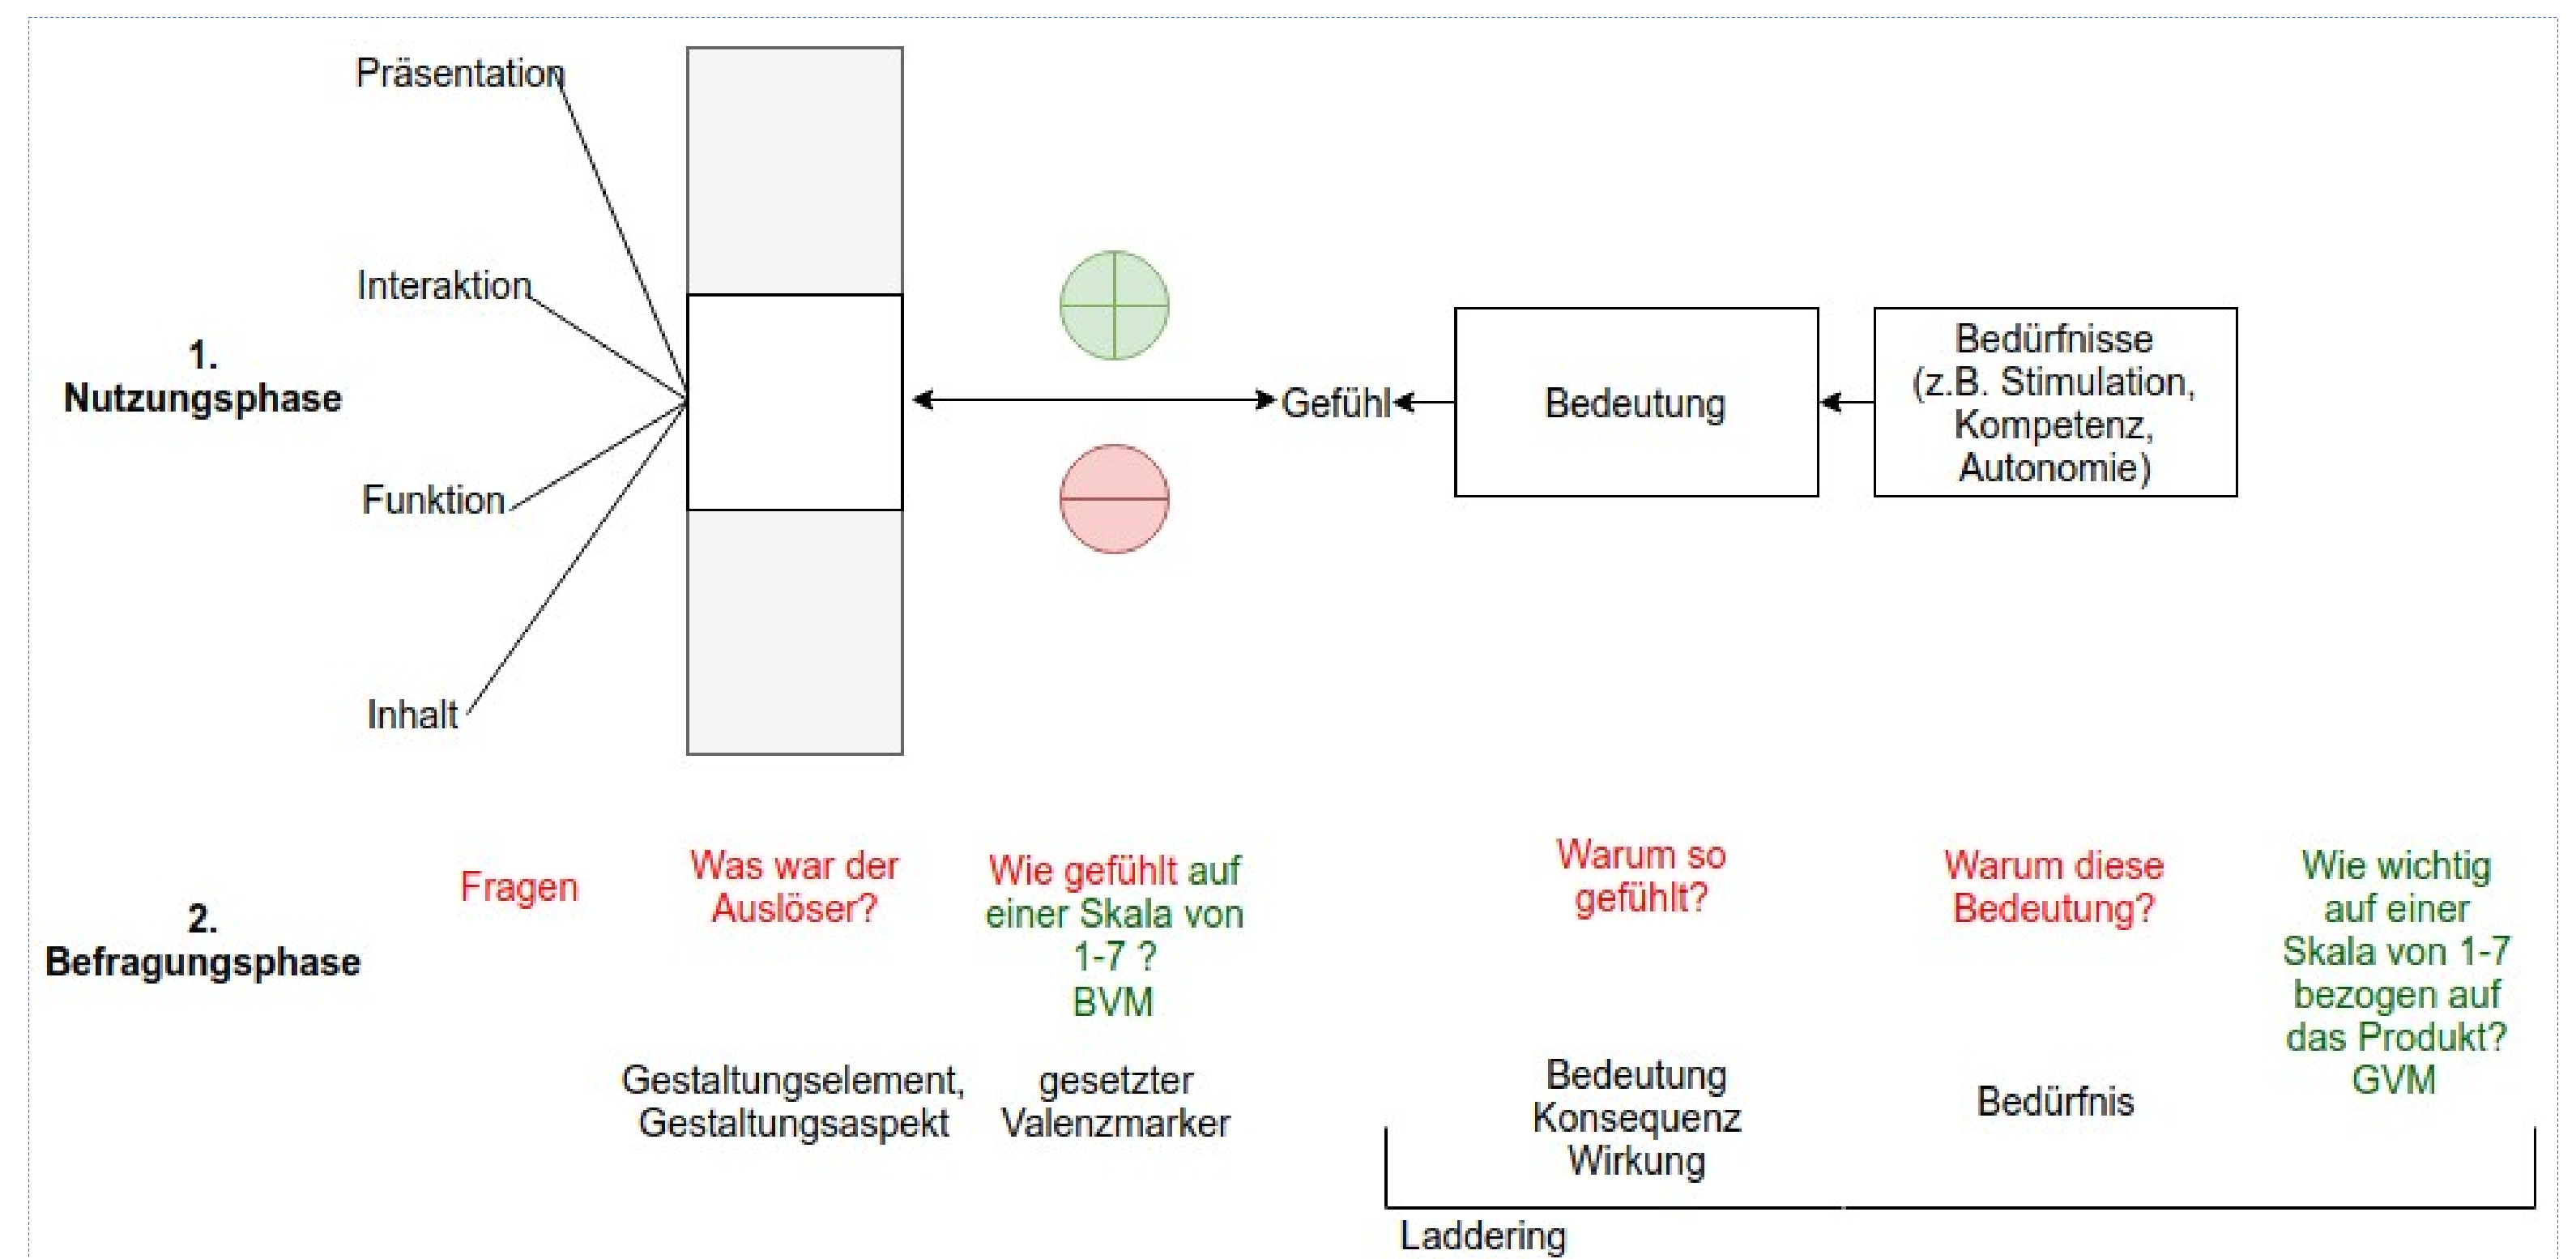 Präsentation
Interaktion
1.
Nutzungsphase
Funktion
Inhalt
Gefühl
Bedeutung
Bedürfnisse
(z.B. Stimulation,
Kompetenz,
Autonomie)
2.
Befragungsphase
Fragen
Was war der
Auslöser?
Wie gefühlt auf
einer Skala von
1-7 ?
BVM
Warum so
gefühlt?
Warum diese
Bedeutung?
Wie wichtig
auf einer
Skala von 1-7
bezogen auf
das Produkt?
GVM
Gestaltungselement,
Gestaltungsaspekt
gesetzter
Valenzmarker
Bedeutung
Konsequenz
Wirkung
Bedürfnis
Laddering